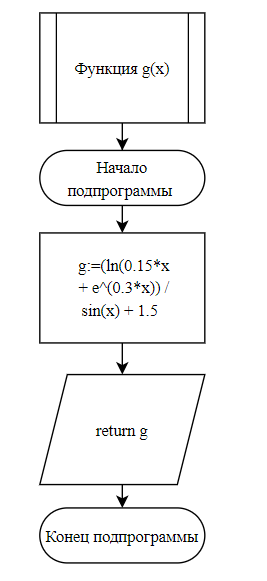 Функция g(x)
Начало
подпрограммы
g:=(ln(0.15*x
+ e^(0.3*x)) /
sin(x) + 1.5
return g
Конец подпрограммы